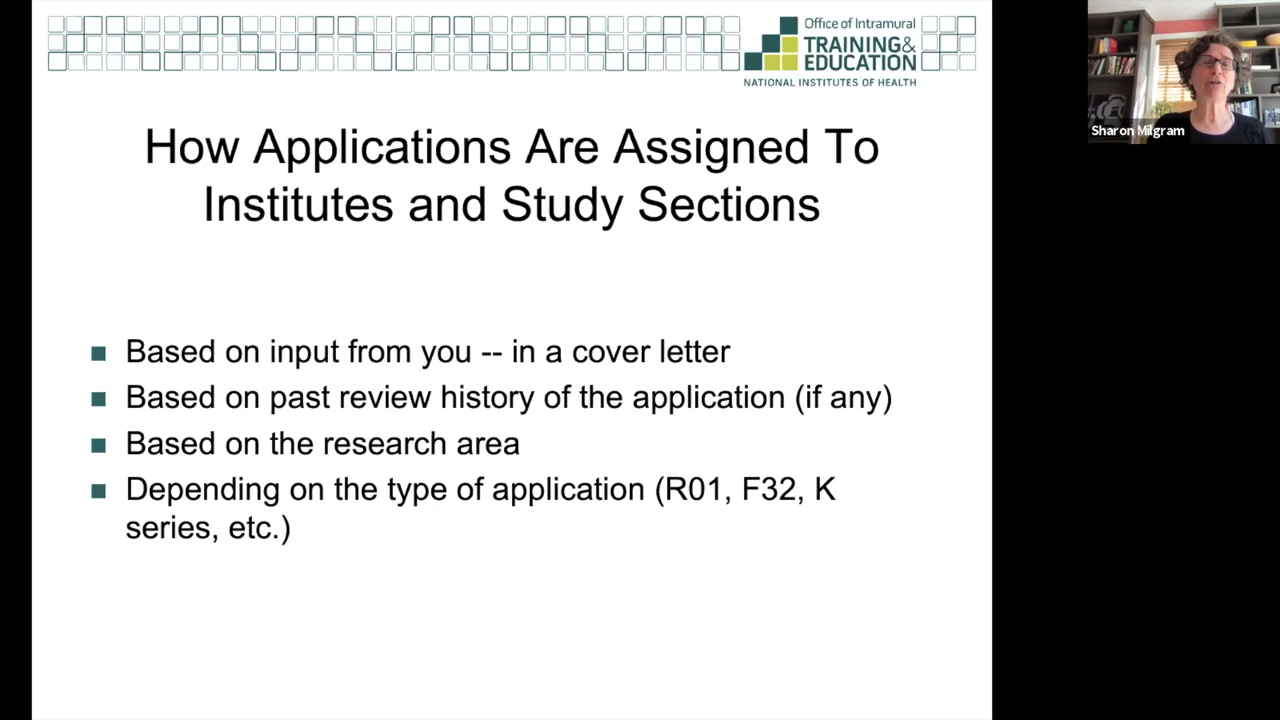 Office of Intramural
TRAINING&
EDUCATION
NATIONAL INSTITUTES OF HEALTH
Sharon Milgram
How Applications Are Assigned To
Institutes and Study Sections
Based on input from you -- in a cover letter
Based on past review history of the application (if any)
Based on the research area
Depending on the type of application (R01, F32, K
series, etc.)